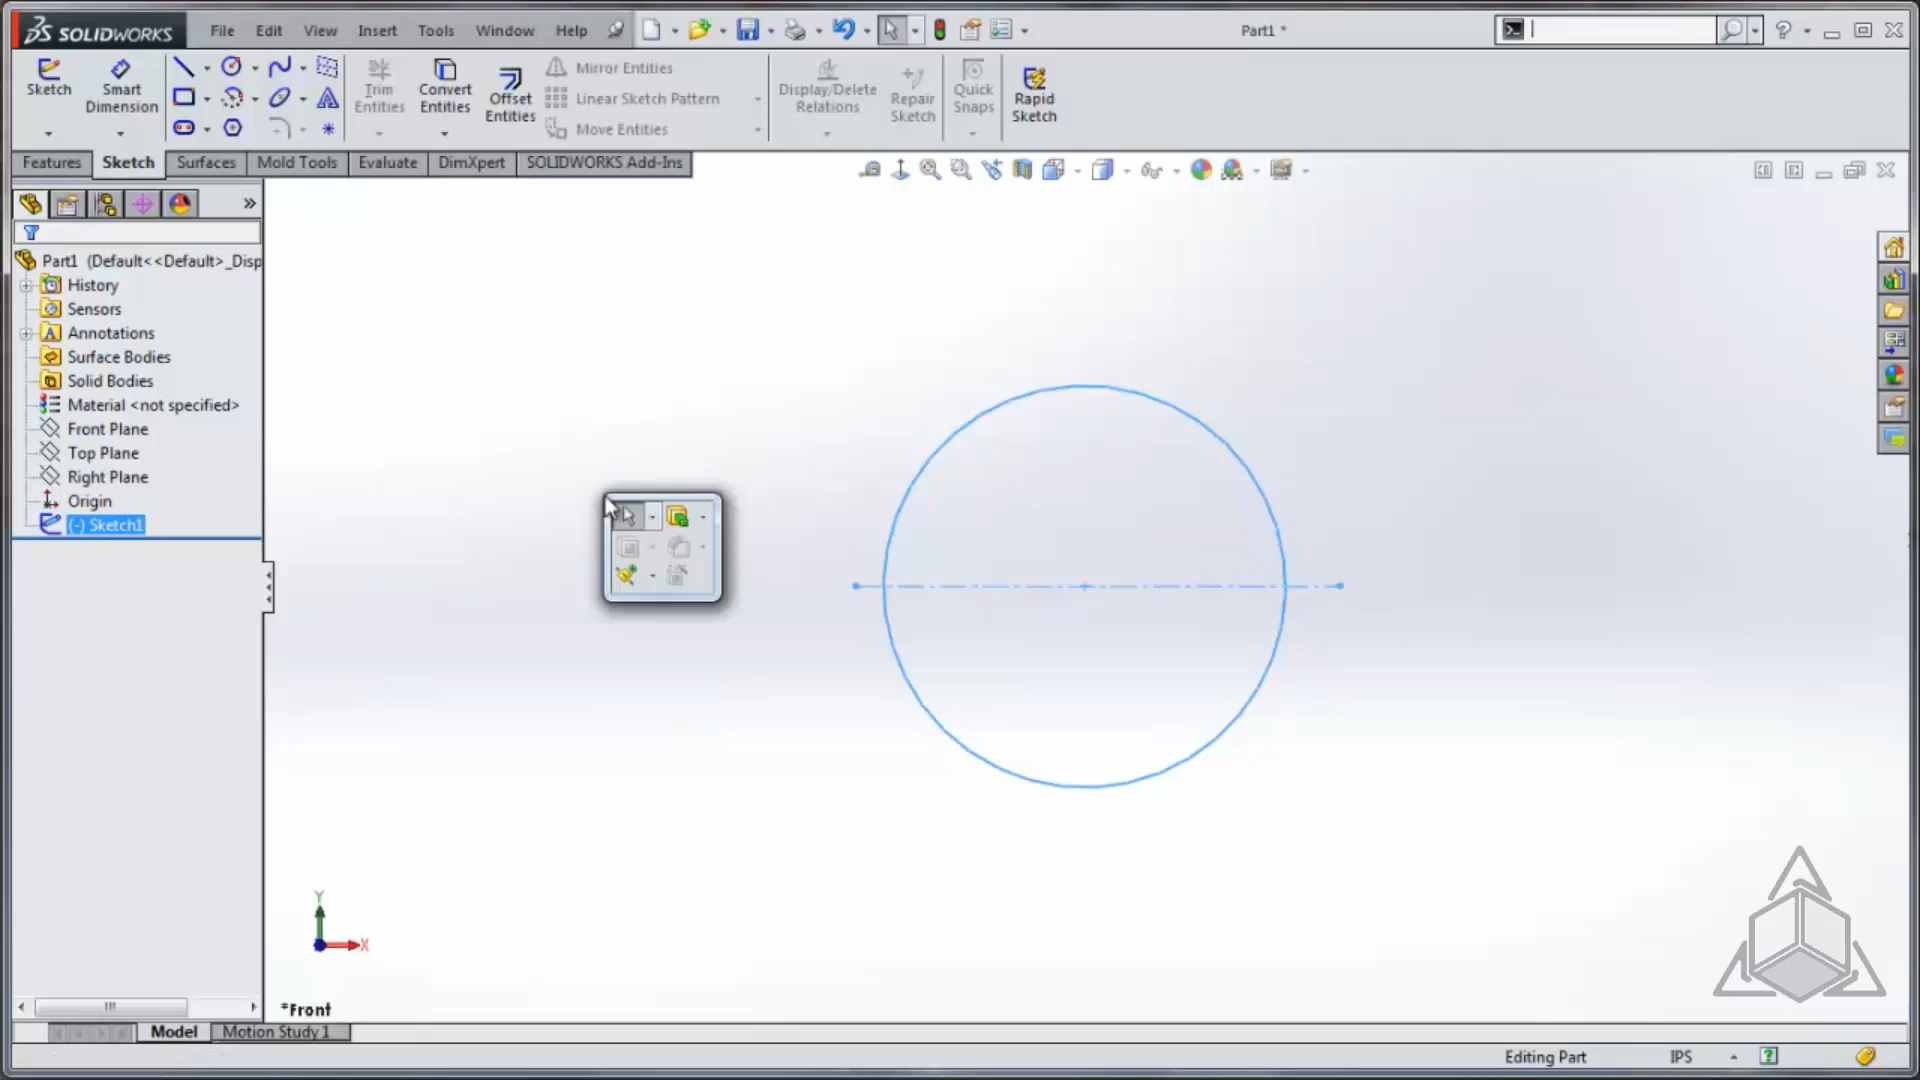 SOLIDWORKS File Edit View Insert Tools Window Help Part1 *
Sketch Smart Dimension Trim Entities Convert Entities Offset Entities Mirror Entities Linear Sketch Pattern Move Entities Display/Delete Relations Repair Sketch Quick Snaps Rapid Sketch
Features Sketch Surfaces Mold Tools Evaluate DimXpert SOLIDWORKS Add-Ins
Part1 (Default<<Default>_Disp
History
Sensors
Annotations
Surface Bodies
Solid Bodies
Material <not specified>
Front Plane
Top Plane
Right Plane
Origin
(-) Sketch1
Y
X
*Front
Model Motion Study 1
Editing Part IPS